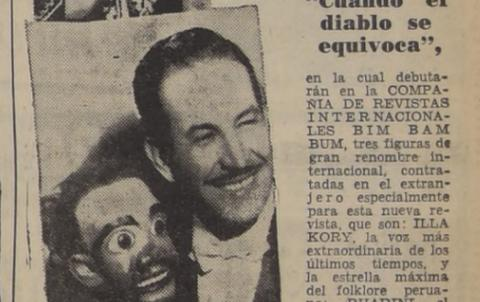 "Cuando el
diablo se
equivoca",
en la cual debuta-
rán en la COMPA-
ÑIA DE REVISTAS
INTERNACIONA-
LES BIM BAM
BUM, tres figuras de
gran renombre in-
ternacional, contra-
tadas en el extran-
jero especialmente
para esta nueva re-
vista, que son: ILLA
KORY, la voz más
extraordinaria de los
últimos tiempos, y
la estrella máxima
del folklore perua-